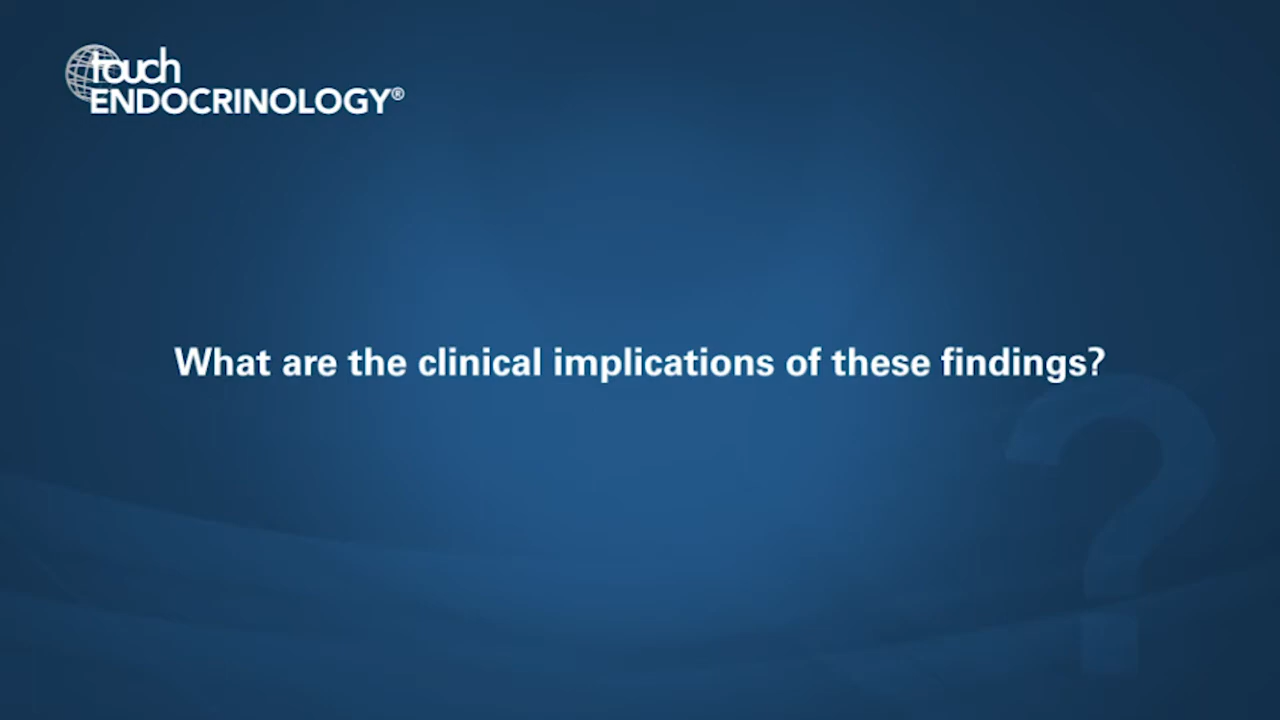 touch
ENDOCRINOLOGY®
What are the clinical implications of these findings?
?